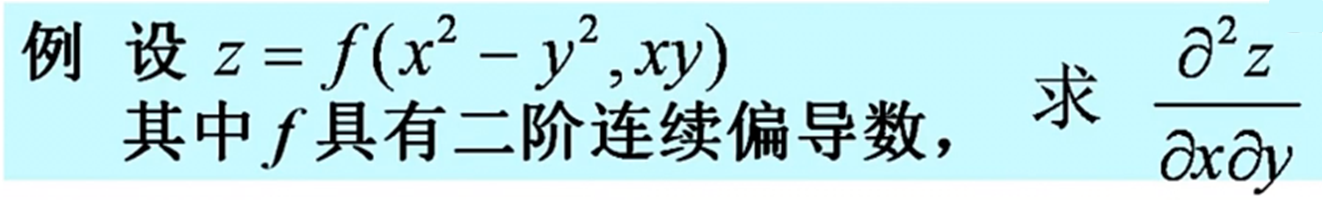 例 设 z = f(x² − y², xy)
其中 f 具有二阶连续偏导数， 求 ∂²z/∂x∂y